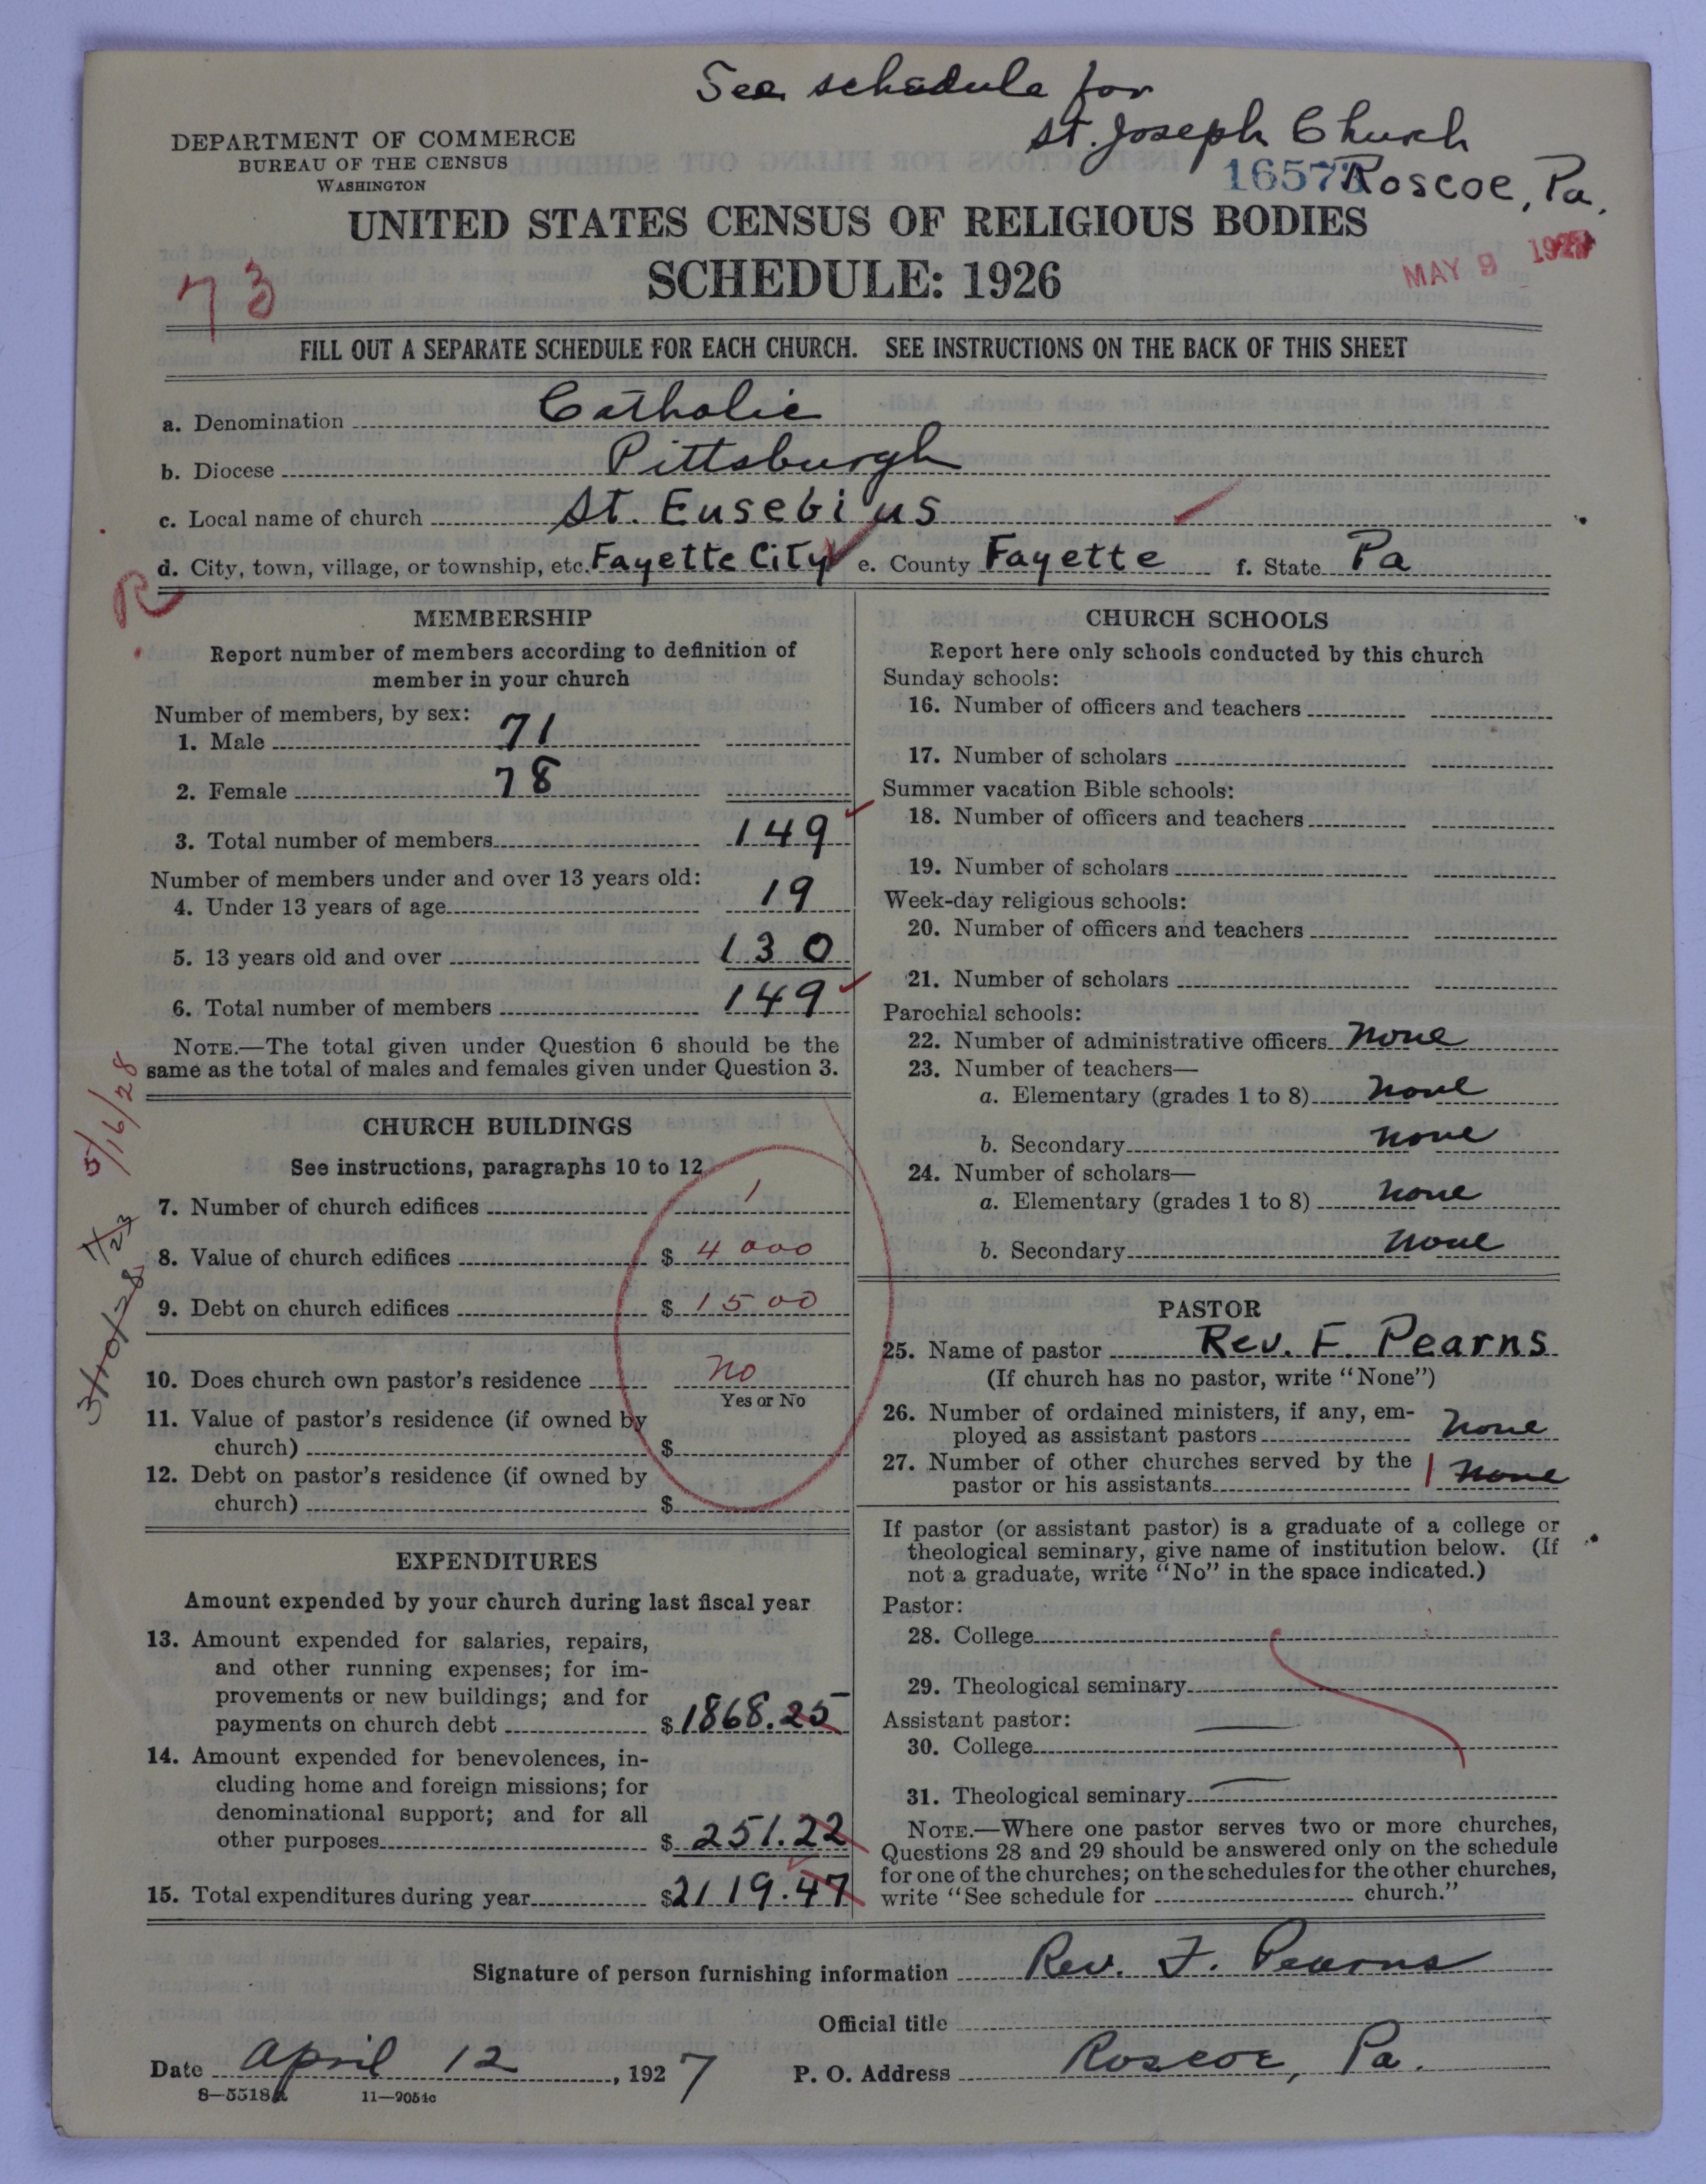 See schedule for
St. Joseph Church
Roscoe, Pa.
DEPARTMENT OF COMMERCE
BUREAU OF THE CENSUS
WASHINGTON
1657
UNITED STATES CENSUS OF RELIGIOUS BODIES
SCHEDULE: 1926
MAY 9
73
FILL OUT A SEPARATE SCHEDULE FOR EACH CHURCH. SEE INSTRUCTIONS ON THE BACK OF THIS SHEET
a. Denomination Catholic
b. Diocese Pittsburgh
c. Local name of church St. Eusebius
d. City, town, village, or township, etc. Fayette City e. County Fayette f. State Pa
R
MEMBERSHIP
Report number of members according to definition of
member in your church
Number of members, by sex:
1. Male 71
2. Female 78
3. Total number of members 149
Number of members under and over 13 years old:
4. Under 13 years of age 19
5. 13 years old and over 130
6. Total number of members 149
NOTE.—The total given under Question 6 should be the
same as the total of males and females given under Question 3.
5/16/28
3/10/28
CHURCH BUILDINGS
See instructions, paragraphs 10 to 12
7. Number of church edifices 1
8. Value of church edifices $ 4000
9. Debt on church edifices $ 1500
10. Does church own pastor's residence no
Yes or No
11. Value of pastor's residence (if owned by
church) $
12. Debt on pastor's residence (if owned by
church) $
EXPENDITURES
Amount expended by your church during last fiscal year
13. Amount expended for salaries, repairs,
and other running expenses; for im-
provements or new buildings; and for
payments on church debt $ 1868.25
14. Amount expended for benevolences, in-
cluding home and foreign missions; for
denominational support; and for all
other purposes $ 251.22
15. Total expenditures during year $2119.47
CHURCH SCHOOLS
Report here only schools conducted by this church
Sunday schools:
16. Number of officers and teachers
17. Number of scholars
Summer vacation Bible schools:
18. Number of officers and teachers
19. Number of scholars
Week-day religious schools:
20. Number of officers and teachers
21. Number of scholars
Parochial schools:
22. Number of administrative officers none
23. Number of teachers—
a. Elementary (grades 1 to 8) none
b. Secondary none
24. Number of scholars—
a. Elementary (grades 1 to 8) none
b. Secondary none
PASTOR
25. Name of pastor Rev. F. Pearns
(If church has no pastor, write "None")
26. Number of ordained ministers, if any, em-
ployed as assistant pastors none
27. Number of other churches served by the
pastor or his assistants 1 none
If pastor (or assistant pastor) is a graduate of a college or
theological seminary, give name of institution below. (If
not a graduate, write "No" in the space indicated.)
Pastor:
28. College
29. Theological seminary
Assistant pastor:
30. College
31. Theological seminary
NOTE.—Where one pastor serves two or more churches,
Questions 28 and 29 should be answered only on the schedule
for one of the churches; on the schedules for the other churches,
write "See schedule for church."
Signature of person furnishing information Rev. F. Pearns
Official title
Date April 12, 1927 P. O. Address Roscoe, Pa.
8—5518a 11—9051c